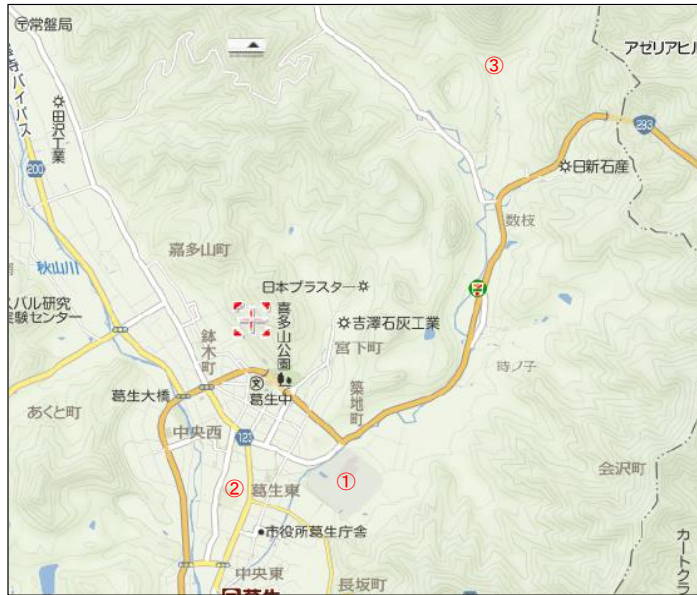 〶常盤局
③
アゼリアヒル
バイパス
田沢工業
293
日新石産
200
数枝
嘉多山町
秋山川
日本プラスター
スバル研究
実験センター
吉澤石灰工業
喜多山公園
宮下町
鉢木町
時ノ子
築地町
葛生大橋
文
葛生中
あくと町
中央西
123
会沢町
①
②
葛生東
市役所葛生庁舎
カートクラ
中央東
長坂町
葛生